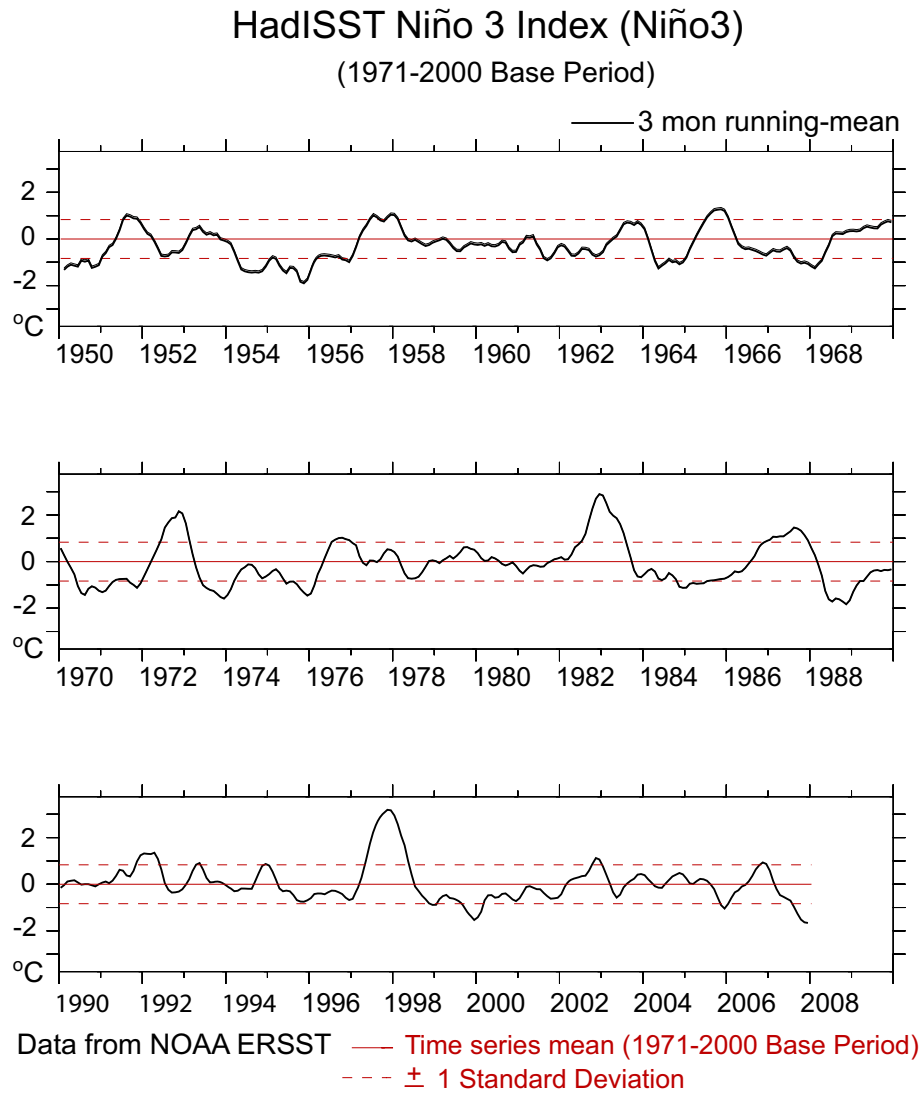 HadISST Niño 3 Index (Niño3)
(1971-2000 Base Period)
3 mon running-mean
2
0
-2
ºC
1950 1952 1954 1956 1958 1960 1962 1964 1966 1968
2
0
-2
ºC
1970 1972 1974 1976 1978 1980 1982 1984 1986 1988
2
0
-2
ºC
1990 1992 1994 1996 1998 2000 2002 2006 2008
Data from NOAA ERSST Time series mean (1971-2000 Base Period)
± 1 Standard Deviation